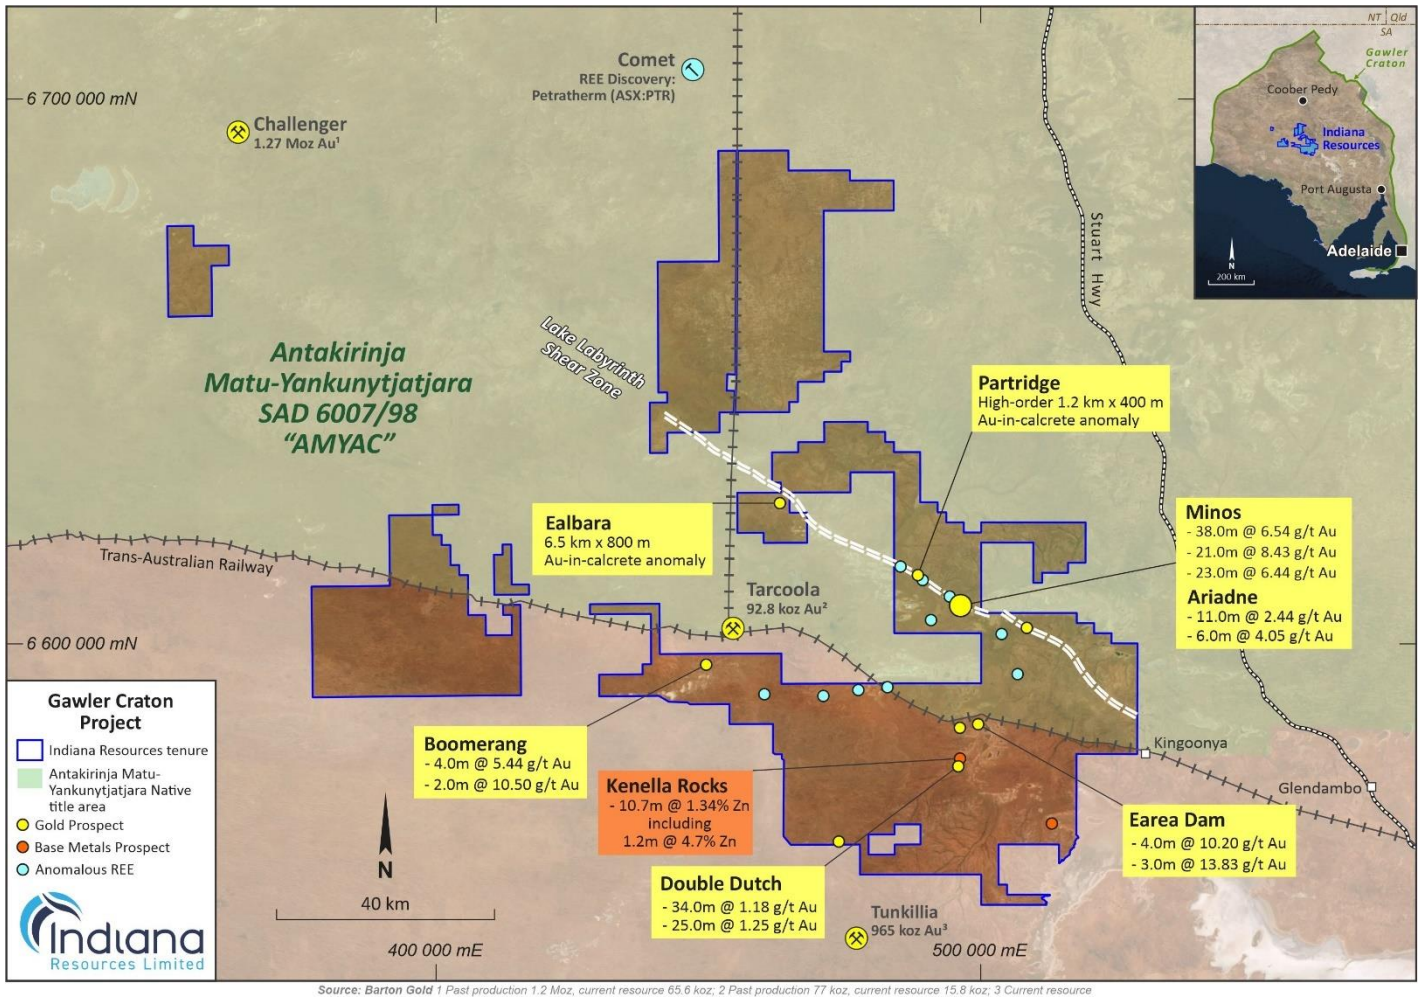 NT
Qld
SA
Gawler
Craton
Coober Pedy
Indiana
Resources
Port Augusta
Adelaide
N
200 km
Comet
REE Discovery:
Petratherm (ASX:PTR)
6 700 000 mN
Challenger
1.27 Moz Au¹
Stuart Hwy
Lake Labyrinth
Shear Zone
Antakirinja
Matu-Yankunytjatjara
SAD 6007/98
“AMYAC”
Partridge
High-order 1.2 km x 400 m
Au-in-calcrete anomaly
Ealbara
6.5 km x 800 m
Au-in-calcrete anomaly
Minos
- 38.0m @ 6.54 g/t Au
- 21.0m @ 8.43 g/t Au
- 23.0m @ 6.44 g/t Au
Ariadne
- 11.0m @ 2.44 g/t Au
- 6.0m @ 4.05 g/t Au
Trans-Australian Railway
Tarcoola
92.8 koz Au²
6 600 000 mN
Boomerang
- 4.0m @ 5.44 g/t Au
- 2.0m @ 10.50 g/t Au
Kenella Rocks
- 10.7m @ 1.34% Zn
including
1.2m @ 4.7% Zn
Kingoonya
Glendambo
Earea Dam
- 4.0m @ 10.20 g/t Au
- 3.0m @ 13.83 g/t Au
Double Dutch
- 34.0m @ 1.18 g/t Au
- 25.0m @ 1.25 g/t Au
Tunkillia
965 koz Au³
Gawler Craton
Project
Indiana Resources tenure
Antakirinja Matu-
Yankunytjatjara Native
title area
Gold Prospect
Base Metals Prospect
Anomalous REE
Indiana
Resources Limited
N
40 km
400 000 mE
500 000 mE
Source: Barton Gold 1 Past production 1.2 Moz, current resource 65.6 koz; 2 Past production 77 koz, current resource 15.8 koz; 3 Current resource